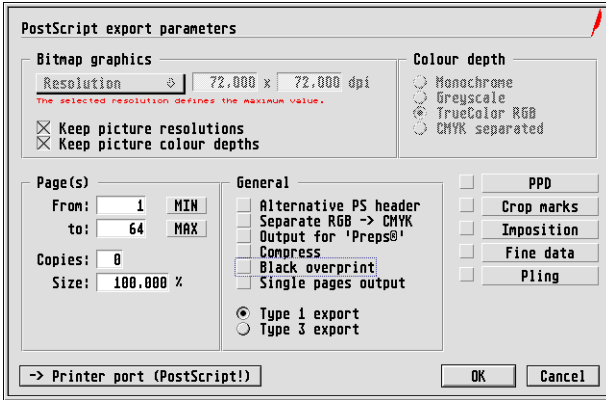 PostScript export parameters
Bitmap graphics
Resolution 72,000 x 72,000 dpi
The selected resolution defines the maximum value.
Keep picture resolutions
Keep picture colour depths
Colour depth
Monochrome
Greyscale
TrueColor RGB
CMYK separated
Page(s)
From: 1 MIN
to: 64 MAX
Copies: 0
Size: 100.000 %
General
Alternative PS header
Separate RGB -> CMYK
Output for 'Preps®'
Compress
Black overprint
Single pages output
Type 1 export
Type 3 export
PPD
Crop marks
Imposition
Fine data
Pling
-> Printer port (PostScript!)
OK
Cancel